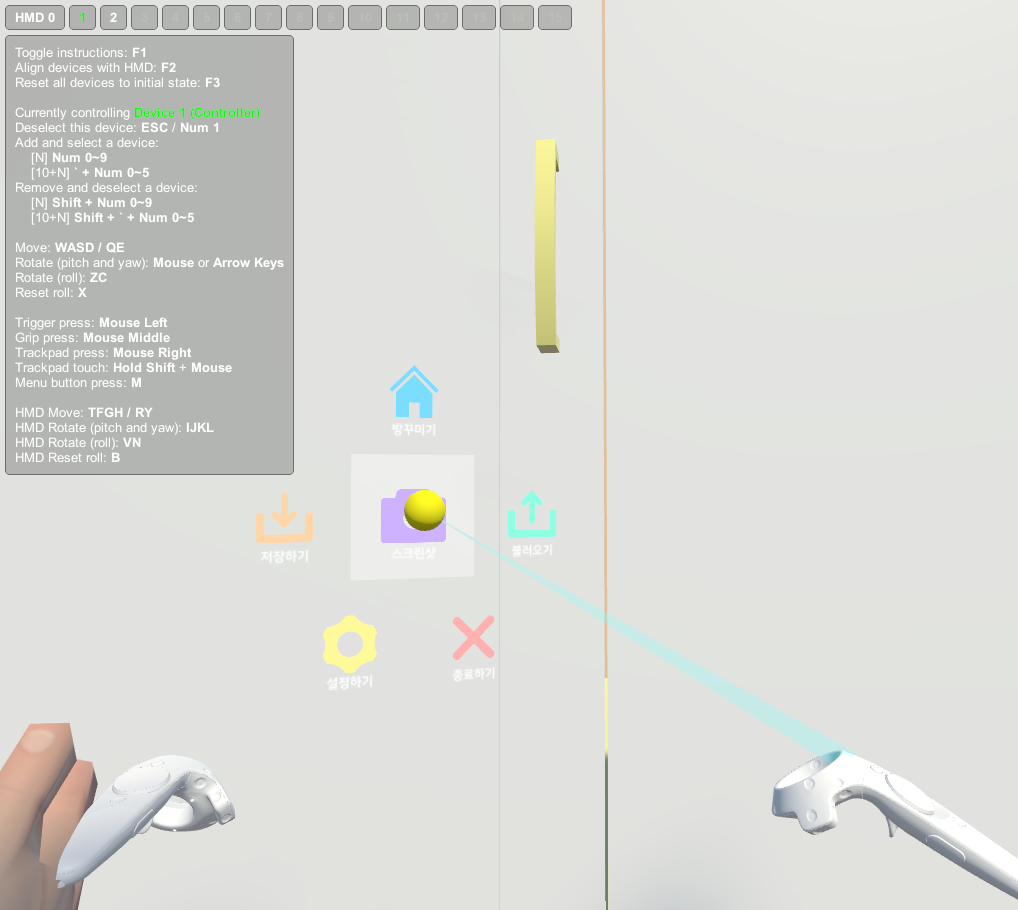 HMD 0 1 2 3 4 5 6 7 8 9 10 11 12 13 14 15
Toggle instructions: F1
Align devices with HMD: F2
Reset all devices to initial state: F3
Currently controlling Device 1 (Controller)
Deselect this device: ESC / Num 1
Add and select a device:
[N] Num 0~9
[10+N] ` + Num 0~5
Remove and deselect a device:
[N] Shift + Num 0~9
[10+N] Shift + ` + Num 0~5
Move: WASD / QE
Rotate (pitch and yaw): Mouse or Arrow Keys
Rotate (roll): ZC
Reset roll: X
Trigger press: Mouse Left
Grip press: Mouse Middle
Trackpad press: Mouse Right
Trackpad touch: Hold Shift + Mouse
Menu button press: M
HMD Move: TFGH / RY
HMD Rotate (pitch and yaw): IJKL
HMD Rotate (roll): VN
HMD Reset roll: B
방꾸미기
저장하기
스크린샷
불러오기
설정하기
종료하기